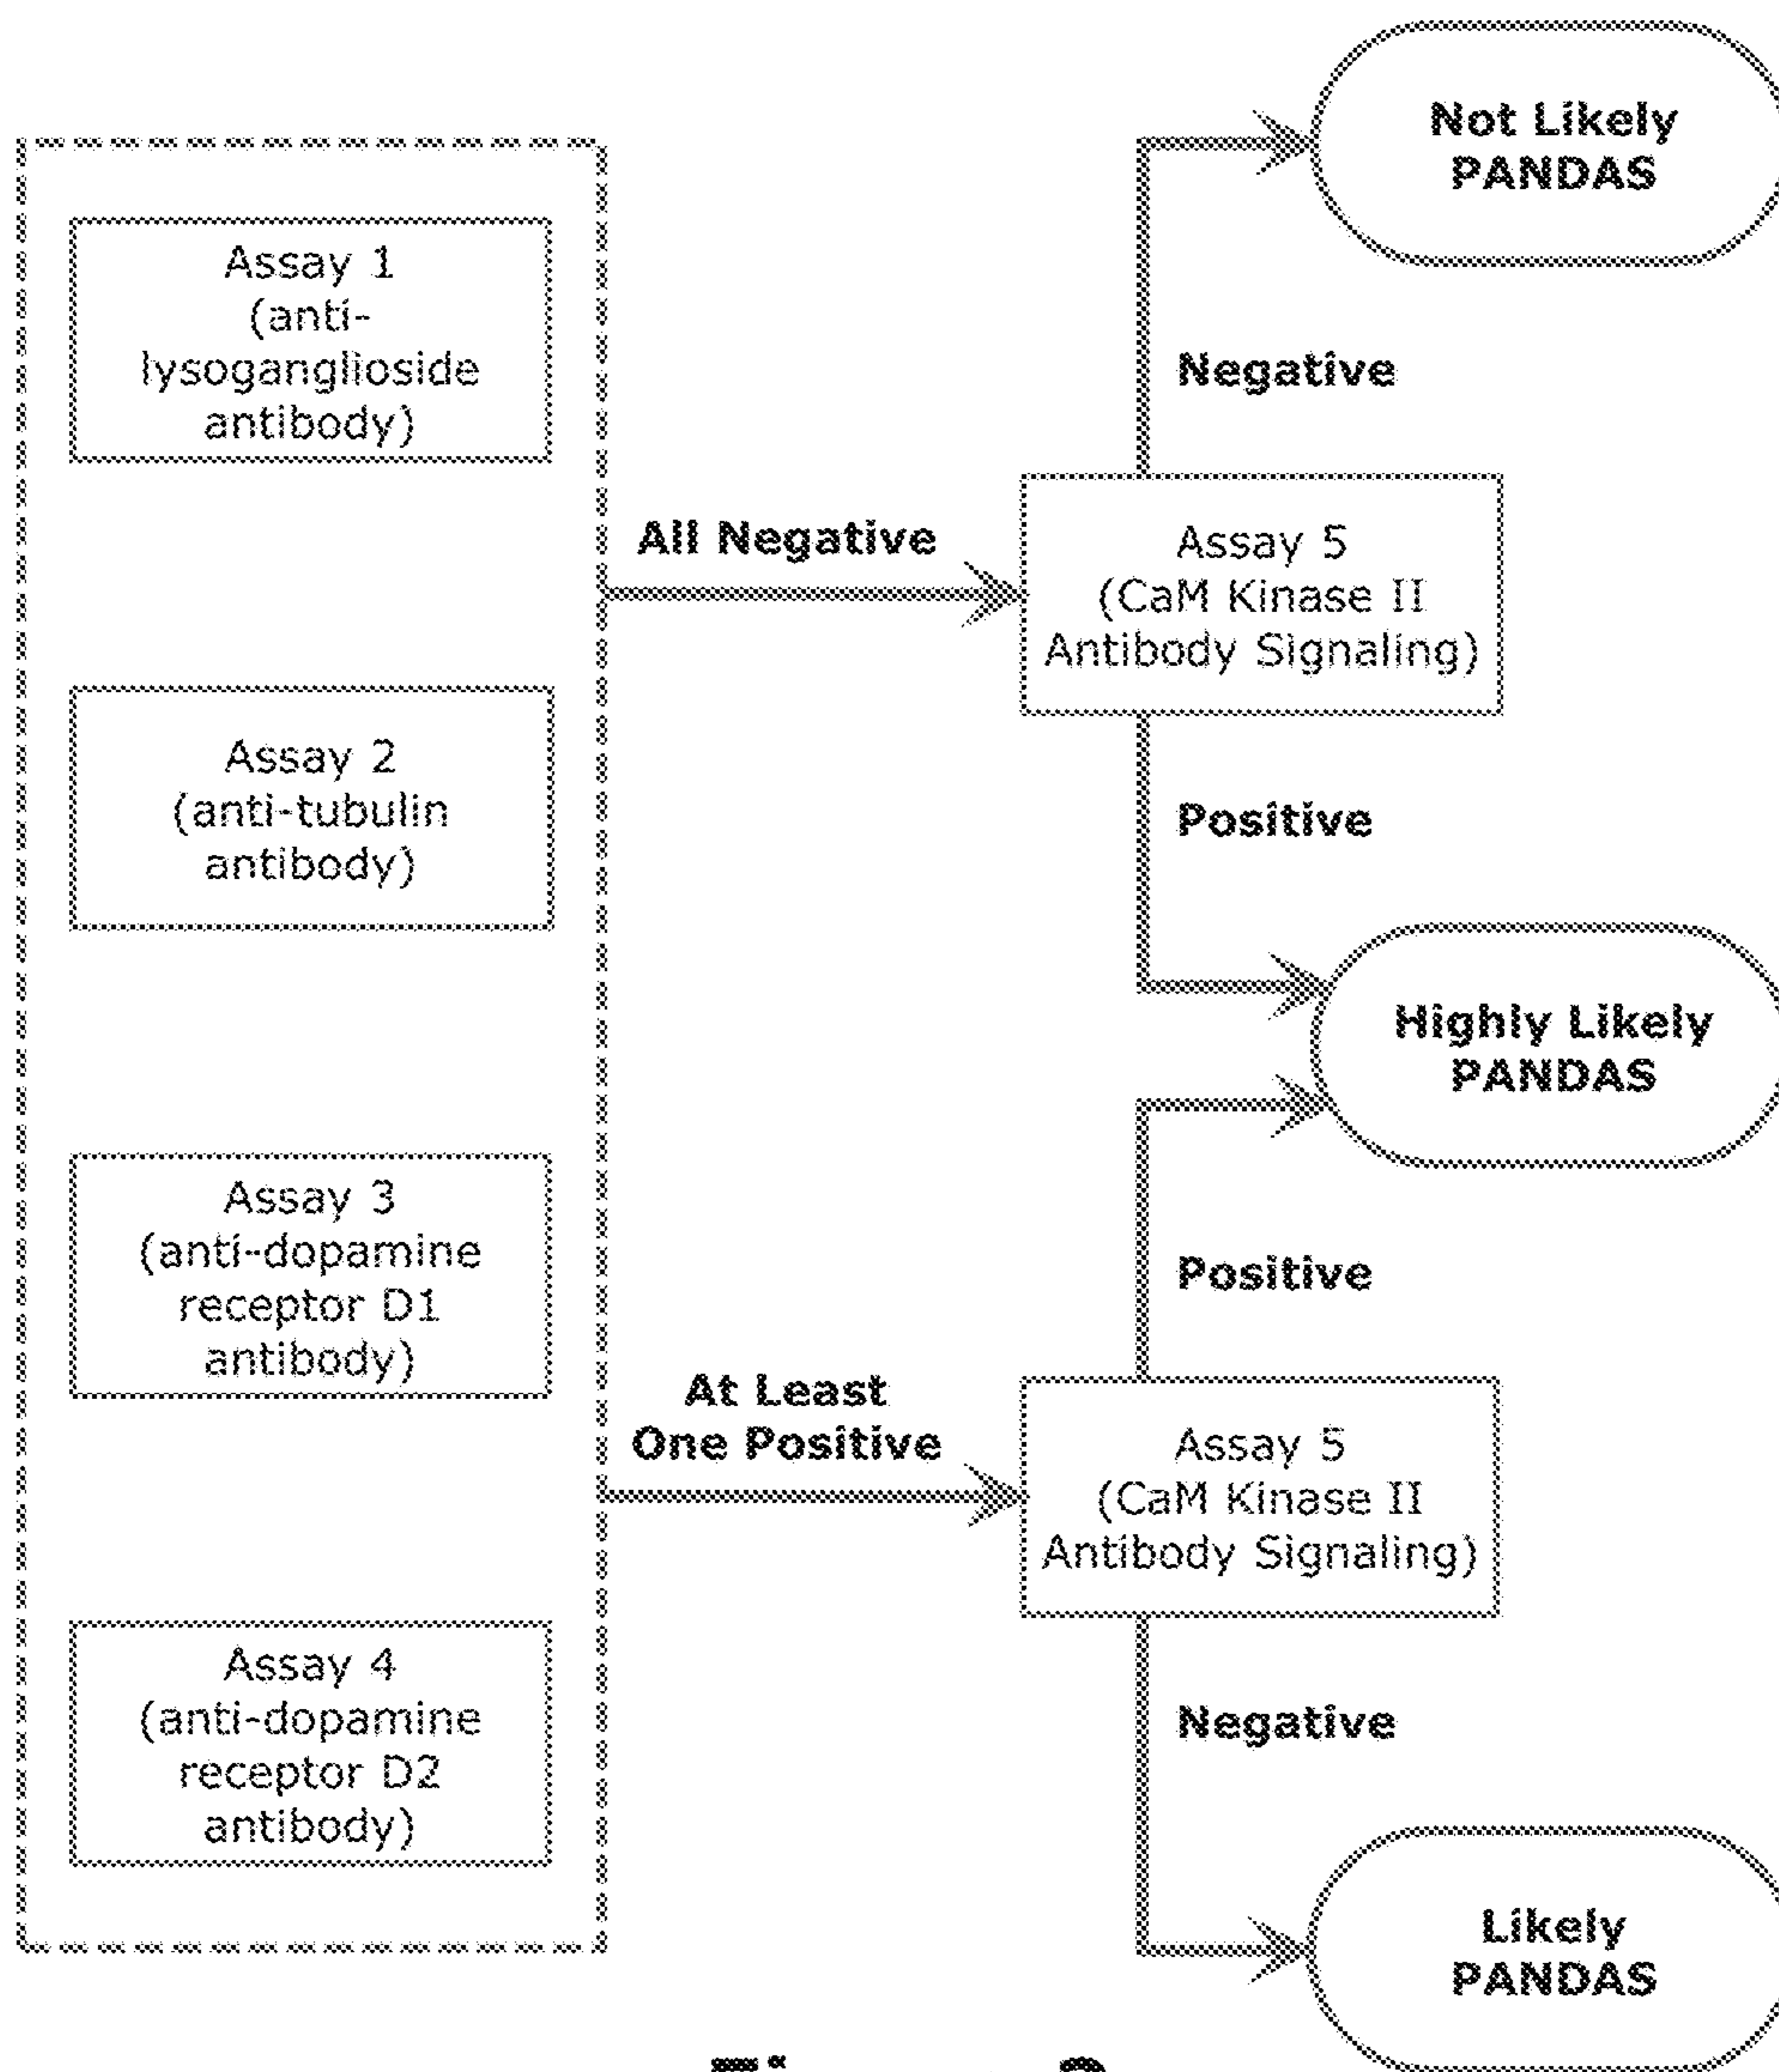 Not Likely
PANDAS
Assay 1
(anti-
lysoganglioside
antibody)
Negative
All Negative
Assay 5
(CaM Kinase II
Antibody Signaling)
Assay 2
(anti-tubulin
antibody)
Positive
Highly Likely
PANDAS
Assay 3
(anti-dopamine
receptor D1
antibody)
Positive
At Least
One Positive
Assay 5
(CaM Kinase II
Antibody Signaling)
Assay 4
(anti-dopamine
receptor D2
antibody)
Negative
Likely
PANDAS